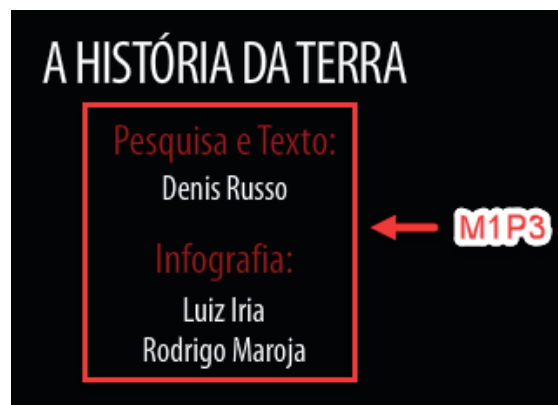 A HISTÓRIA DA TERRA
Pesquisa e Texto:
Denis Russo
M1P3
Infografia:
Luiz Iria
Rodrigo Maroja